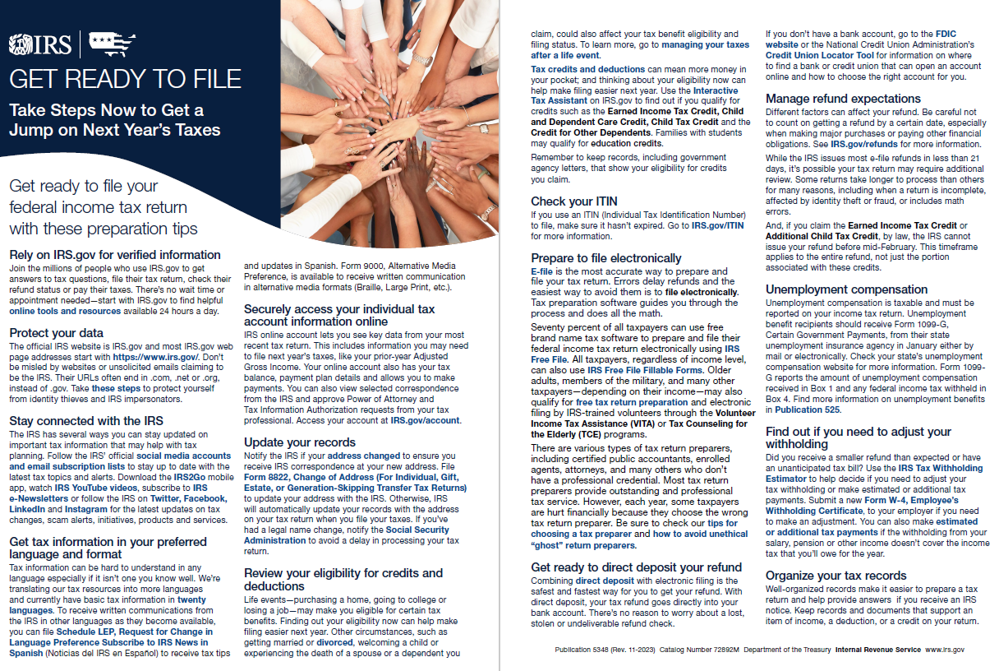 IRS
GET READY TO FILE
Take Steps Now to Get a
Jump on Next Year's Taxes
Get ready to file your
federal income tax return
with these preparation tips
Rely on IRS.gov for verified information
Join the millions of people who use IRS.gov to get
answers to tax questions, file their tax return, check their
refund status or pay their taxes. There's no wait time or
appointment needed—start with IRS.gov to find helpful
online tools and resources available 24 hours a day.
Protect your data
The official IRS website is IRS.gov and most IRS.gov web
page addresses start with https://www.irs.gov/. Don't
be misled by websites or unsolicited emails claiming to
be the IRS. Their URLs often end in .com, .net or .org,
instead of .gov. Take these steps to protect yourself
from identity thieves and IRS impersonators.
Stay connected with the IRS
The IRS has several ways you can stay updated on
important tax information that may help with tax
planning. Follow the IRS' official social media accounts
and email subscription lists to stay up to date with the
latest tax topics and alerts. Download the IRS2Go mobile
app, watch IRS YouTube videos, subscribe to IRS
e-Newsletters or follow the IRS on Twitter, Facebook,
LinkedIn and Instagram for the latest updates on tax
changes, scam alerts, initiatives, products and services.
Get tax information in your preferred
language and format
Tax information can be hard to understand in any
language especially if it isn't one you know well. We're
translating our tax resources into more languages
and currently have basic tax information in twenty
languages. To receive written communications from
the IRS in other languages as they become available,
you can file Schedule LEP, Request for Change in
Language Preference Subscribe to IRS News in
Spanish (Noticias del IRS en Español) to receive tax tips
and updates in Spanish. Form 9000, Alternative Media
Preference, is available to receive written communication
in alternative media formats (Braille, Large Print, etc.).
Securely access your individual tax
account information online
IRS online account lets you see key data from your most
recent tax return. This includes information you may need
to file next year's taxes, like your prior-year Adjusted
Gross Income. Your online account also has your tax
balance, payment plan details and allows you to make
payments. You can also view selected correspondence
from the IRS and approve Power of Attorney and
Tax Information Authorization requests from your tax
professional. Access your account at IRS.gov/account.
Update your records
Notify the IRS if your address changed to ensure you
receive IRS correspondence at your new address. File
Form 8822, Change of Address (For Individual, Gift,
Estate, or Generation-Skipping Transfer Tax Returns)
to update your address with the IRS. Otherwise, IRS
will automatically update your records with the address
on your tax return when you file your taxes. If you've
had a legal name change, notify the Social Security
Administration to avoid a delay in processing your tax
return.
Review your eligibility for credits and
deductions
Life events—purchasing a home, going to college or
losing a job—may make you eligible for certain tax
benefits. Finding out your eligibility now can help make
filing easier next year. Other circumstances, such as
getting married or divorced, welcoming a child or
experiencing the death of a spouse or a dependent you
claim, could also affect your tax benefit eligibility and
filing status. To learn more, go to managing your taxes
after a life event.
Tax credits and deductions can mean more money in
your pocket; and thinking about your eligibility now can
help make filing easier next year. Use the Interactive
Tax Assistant on IRS.gov to find out if you qualify for
credits such as the Earned Income Tax Credit, Child
and Dependent Care Credit, Child Tax Credit and the
Credit for Other Dependents. Families with students
may qualify for education credits.
Remember to keep records, including government
agency letters, that show your eligibility for credits
you claim.
Check your ITIN
If you use an ITIN (Individual Tax Identification Number)
to file, make sure it hasn't expired. Go to IRS.gov/ITIN
for more information.
Prepare to file electronically
E-file is the most accurate way to prepare and
file your tax return. Errors delay refunds and the
easiest way to avoid them is to file electronically.
Tax preparation software guides you through the
process and does all the math.
Seventy percent of all taxpayers can use free
brand name tax software to prepare and file their
federal income tax return electronically using IRS
Free File. All taxpayers, regardless of income level,
can also use IRS Free File Fillable Forms. Older
adults, members of the military, and many other
taxpayers—depending on their income—may also
qualify for free tax return preparation and electronic
filing by IRS-trained volunteers through the Volunteer
Income Tax Assistance (VITA) or Tax Counseling for
the Elderly (TCE) programs.
There are various types of tax return preparers,
including certified public accountants, enrolled
agents, attorneys, and many others who don't
have a professional credential. Most tax return
preparers provide outstanding and professional
tax service. However, each year, some taxpayers
are hurt financially because they choose the wrong
tax return preparer. Be sure to check our tips for
choosing a tax preparer and how to avoid unethical
“ghost” return preparers.
Get ready to direct deposit your refund
Combining direct deposit with electronic filing is the
safest and fastest way for you to get your refund. With
direct deposit, your tax refund goes directly into your
bank account. There's no reason to worry about a lost,
stolen or undeliverable refund check.
If you don't have a bank account, go to the FDIC
website or the National Credit Union Administration's
Credit Union Locator Tool for information on where
to find a bank or credit union that can open an account
online and how to choose the right account for you.
Manage refund expectations
Different factors can affect your refund. Be careful not
to count on getting a refund by a certain date, especially
when making major purchases or paying other financial
obligations. See IRS.gov/refunds for more information.
While the IRS issues most e-file refunds in less than 21
days, it's possible your tax return may require additional
review. Some returns take longer to process than others
for many reasons, including when a return is incomplete,
affected by identity theft or fraud, or includes math
errors.
And, if you claim the Earned Income Tax Credit or
Additional Child Tax Credit, by law, the IRS cannot
issue your refund before mid-February. This timeframe
applies to the entire refund, not just the portion
associated with these credits.
Unemployment compensation
Unemployment compensation is taxable and must be
reported on your income tax return. Unemployment
benefit recipients should receive Form 1099-G,
Certain Government Payments, from their state
unemployment insurance agency in January either by
mail or electronically. Check your state's unemployment
compensation website for more information. Form 1099-
G reports the amount of unemployment compensation
received in Box 1 and any federal income tax withheld in
Box 4. Find more information on unemployment benefits
in Publication 525.
Find out if you need to adjust your
withholding
Did you receive a smaller refund than expected or have
an unanticipated tax bill? Use the IRS Tax Withholding
Estimator to help decide if you need to adjust your
tax withholding or make estimated or additional tax
payments. Submit a new Form W-4, Employee's
Withholding Certificate, to your employer if you need
to make an adjustment. You can also make estimated
or additional tax payments if the withholding from your
salary, pension or other income doesn't cover the income
tax that you'll owe for the year.
Organize your tax records
Well-organized records make it easier to prepare a tax
return and help provide answers if you receive an IRS
notice. Keep records and documents that support an
item of income, a deduction, or a credit on your return.
Publication 5348 (Rev. 11-2023) Catalog Number 72892M Department of the Treasury Internal Revenue Service www.irs.gov